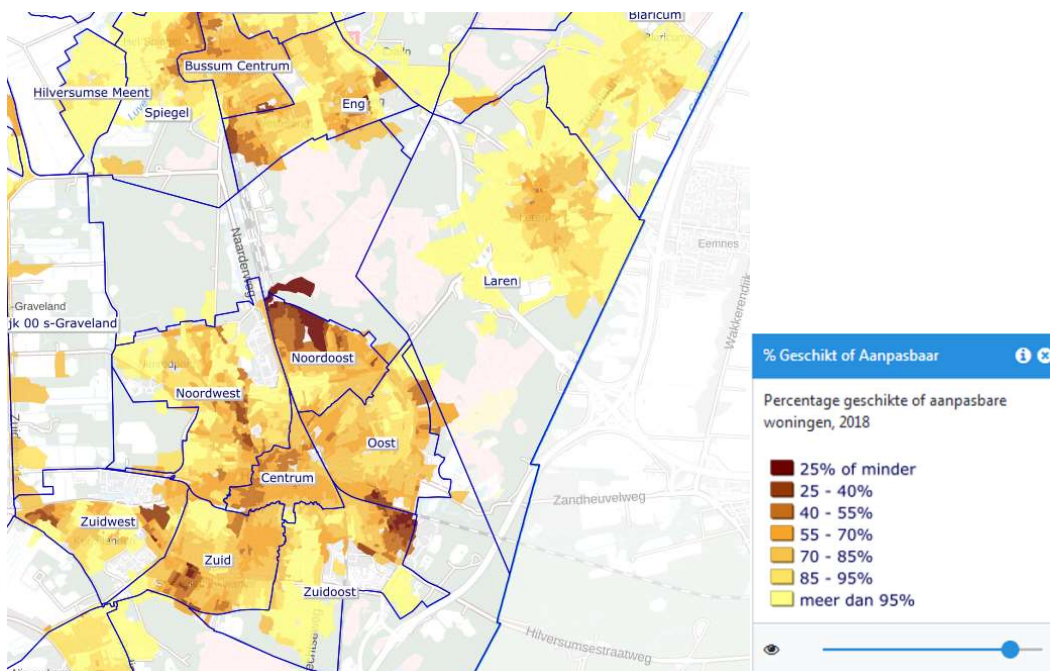 Blaricum
Bussum Centrum
Hilversumse Meent
Eng
Spiegel
Naarderweg
Eemnes
Laren
Wakkerendijk
-Graveland
jk 00 s-Graveland
Noordoost
Noordwest
Oost
Centrum
Zandheuvelweg
Zuidwest
Zuid
Zuidoost
Hilversumsestraatweg
% Geschikt of Aanpasbaar
Percentage geschikte of aanpasbare
woningen, 2018
25% of minder
25 - 40%
40 - 55%
55 - 70%
70 - 85%
85 - 95%
meer dan 95%